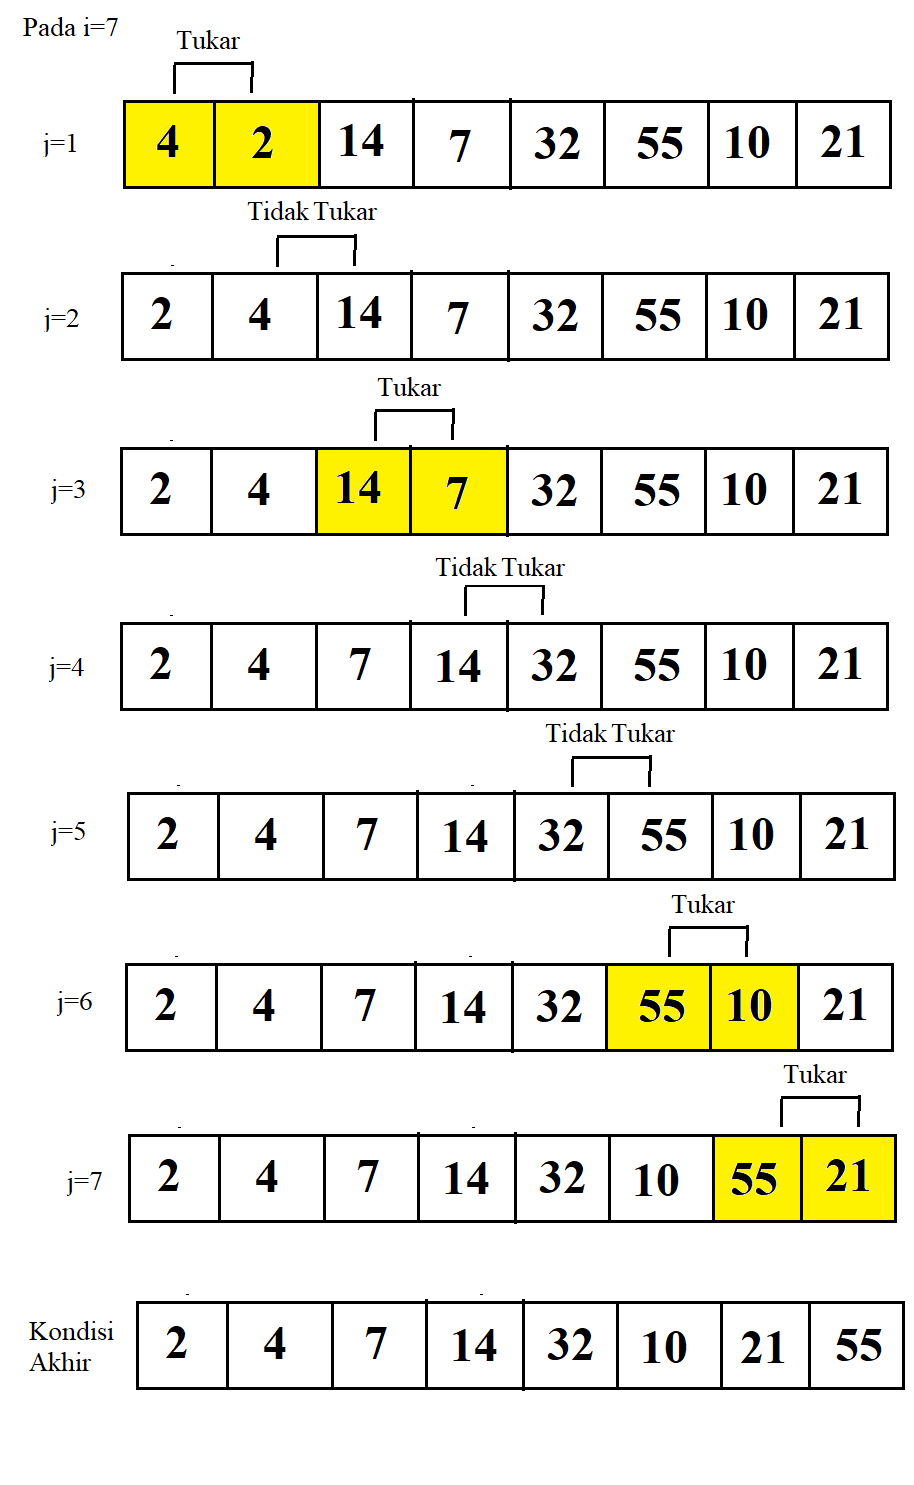 Pada i=7
Tukar
j=1 4 2 14 7 32 55 10 21
Tidak Tukar
j=2 2 4 14 7 32 55 10 21
Tukar
j=3 2 4 14 7 32 55 10 21
Tidak Tukar
j=4 2 4 7 14 32 55 10 21
Tidak Tukar
j=5 2 4 7 14 32 55 10 21
Tukar
j=6 2 4 7 14 32 55 10 21
Tukar
j=7 2 4 7 14 32 10 55 21
Kondisi
Akhir
2 4 7 14 32 10 21 55